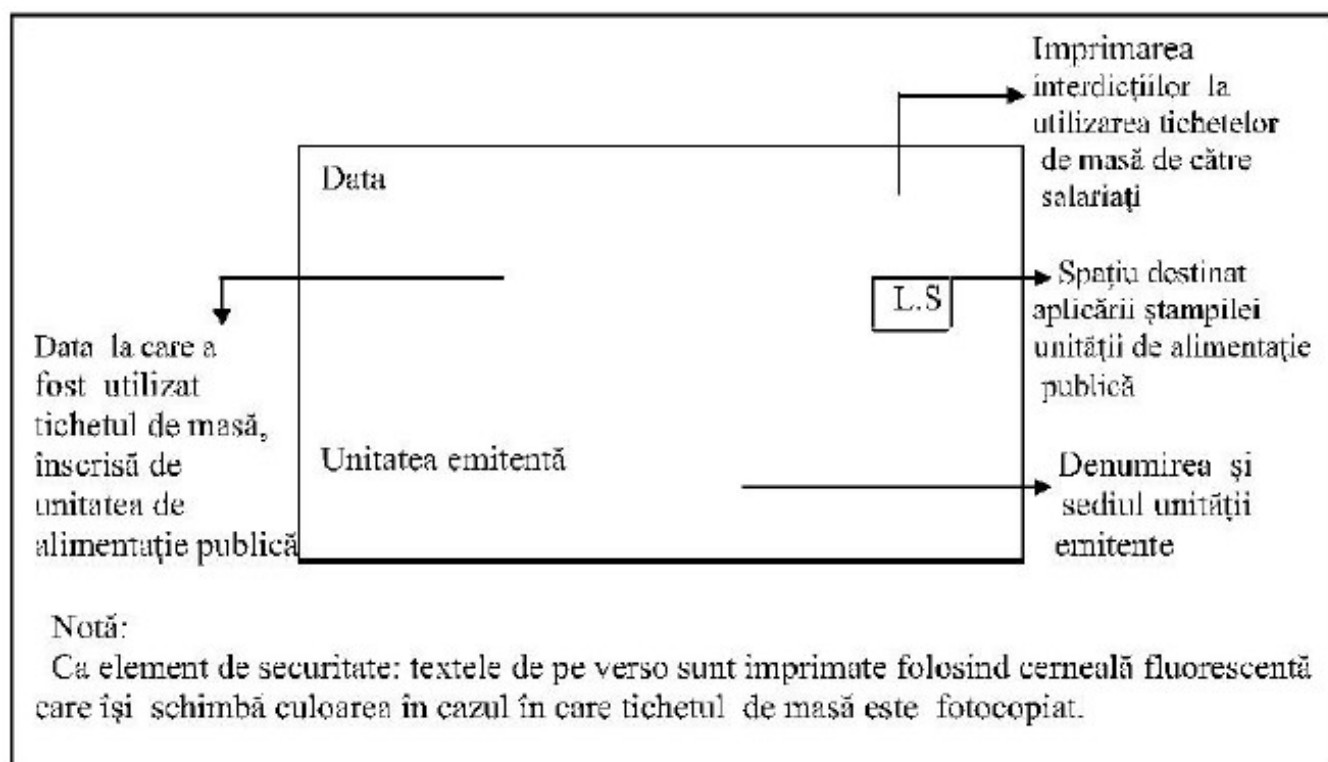 Imprimarea
interdicțiilor la
utilizarea tichetelor
de masă de către
salariați
Data
Spațiu destinat
aplicării ștampilei
unității de alimentație
publică
L.S
Data la care a
fost utilizat
tichetul de masă,
înscrisă de
unitatea de
alimentație publică
Unitatea emitentă
Denumirea și
sediul unității
emitente
Notă:
Ca element de securitate: textele de pe verso sunt imprimate folosind cerneală fluorescentă
care își schimbă culoarea în cazul în care tichetul de masă este fotocopiat.